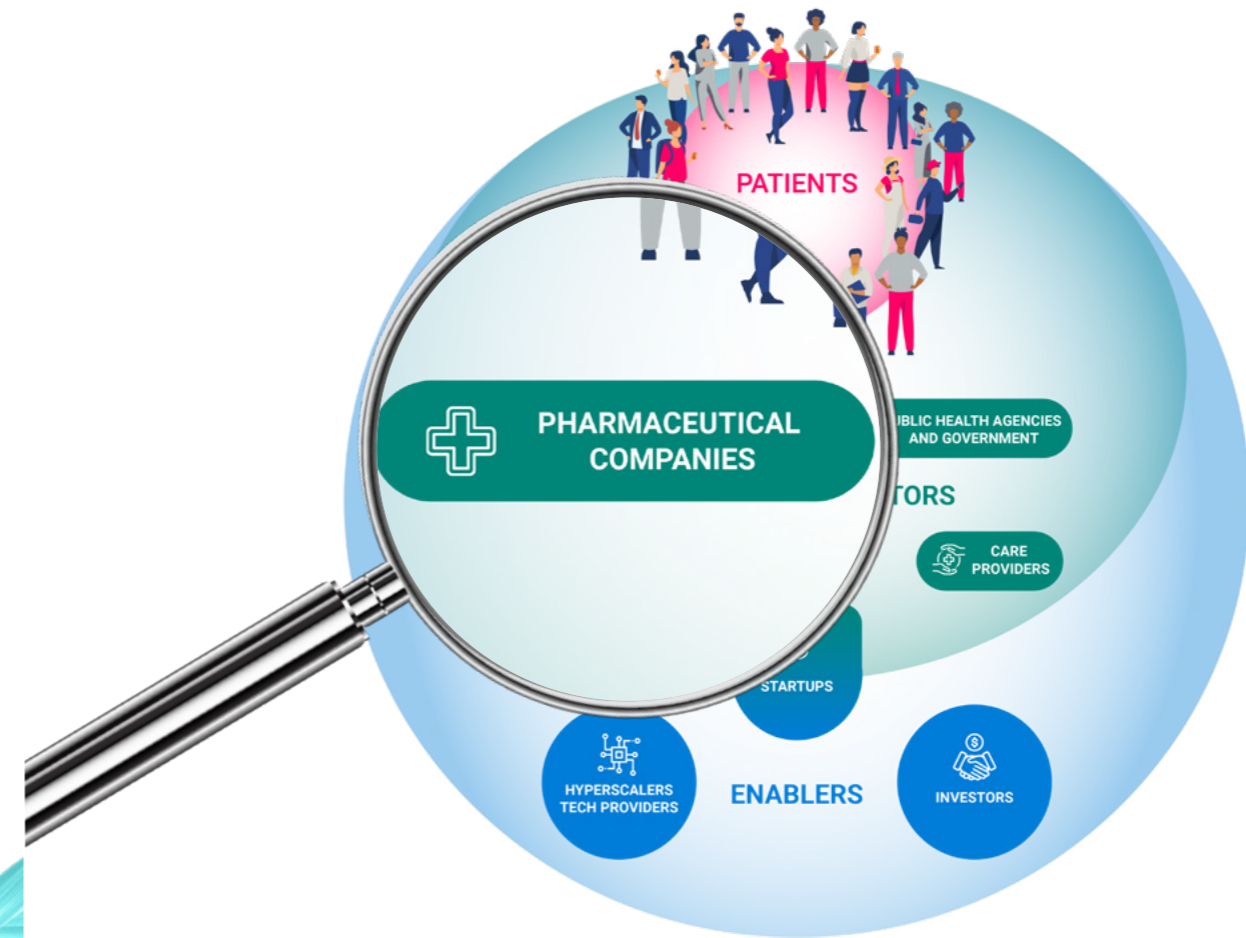 PATIENTS
PHARMACEUTICAL
COMPANIES
UBLIC HEALTH AGENCIES
AND GOVERNMENT
TORS
CARE
PROVIDERS
STARTUPS
HYPERSCALERS
TECH PROVIDERS
ENABLERS
INVESTORS